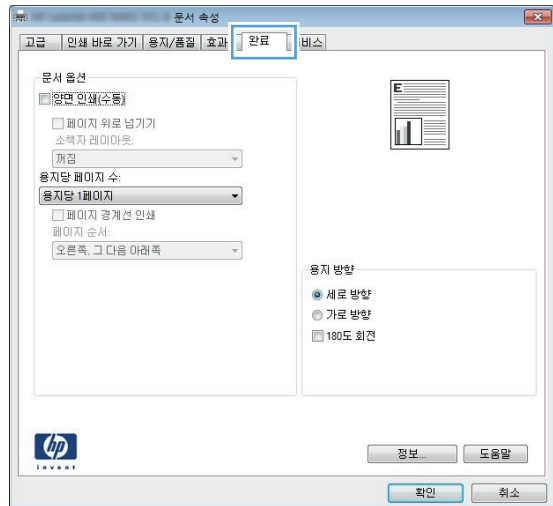 문서 속성
고급 인쇄 바로 가기 용지/품질 효과 완료 비스
문서 옵션
양면 인쇄(수동)
페이지 위로 넘기기
소책자 레이아웃:
꺼짐
용지당 페이지 수:
용지당 1페이지
페이지 경계선 인쇄
페이지 순서:
오른쪽, 그 다음 아래쪽
E
용지 방향
세로 방향
가로 방향
180도 회전
hp
invent
정보... 도움말
확인 취소